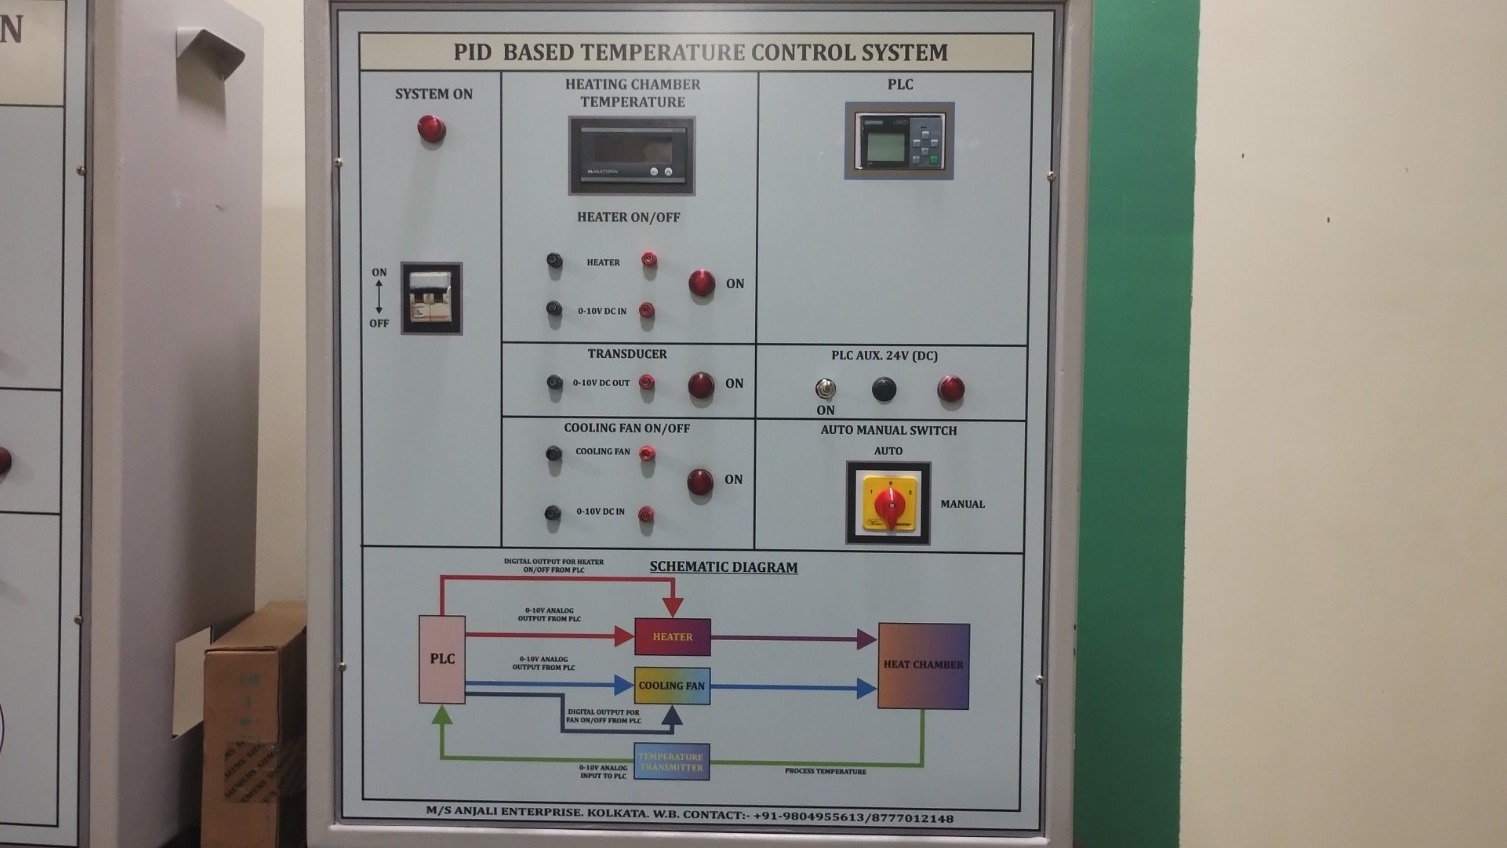 N
PID BASED TEMPERATURE CONTROL SYSTEM
SYSTEM ON
ON
OFF
HEATING CHAMBER
TEMPERATURE
MULTISPAN
HEATER ON/OFF
HEATER
ON
0-10V DC IN
TRANSDUCER
0-10V DC OUT
ON
COOLING FAN ON/OFF
COOLING FAN
ON
0-10V DC IN
PLC
SIEMENS
PLC AUX. 24V (DC)
ON
AUTO MANUAL SWITCH
AUTO
MANUAL
SCHEMATIC DIAGRAM
DIGITAL OUTPUT FOR HEATER
ON/OFF FROM PLC
0-10V ANALOG
OUTPUT FROM PLC
HEATER
PLC
0-10V ANALOG
OUTPUT FROM PLC
COOLING FAN
HEAT CHAMBER
DIGITAL OUTPUT FOR
FAN ON/OFF FROM PLC
TEMPERATURE
TRANSMITTER
0-10V ANALOG
INPUT TO PLC
PROCESS TEMPERATURE
M/S ANJALI ENTERPRISE. KOLKATA. W.B. CONTACT:- +91-9804955613/8777012148